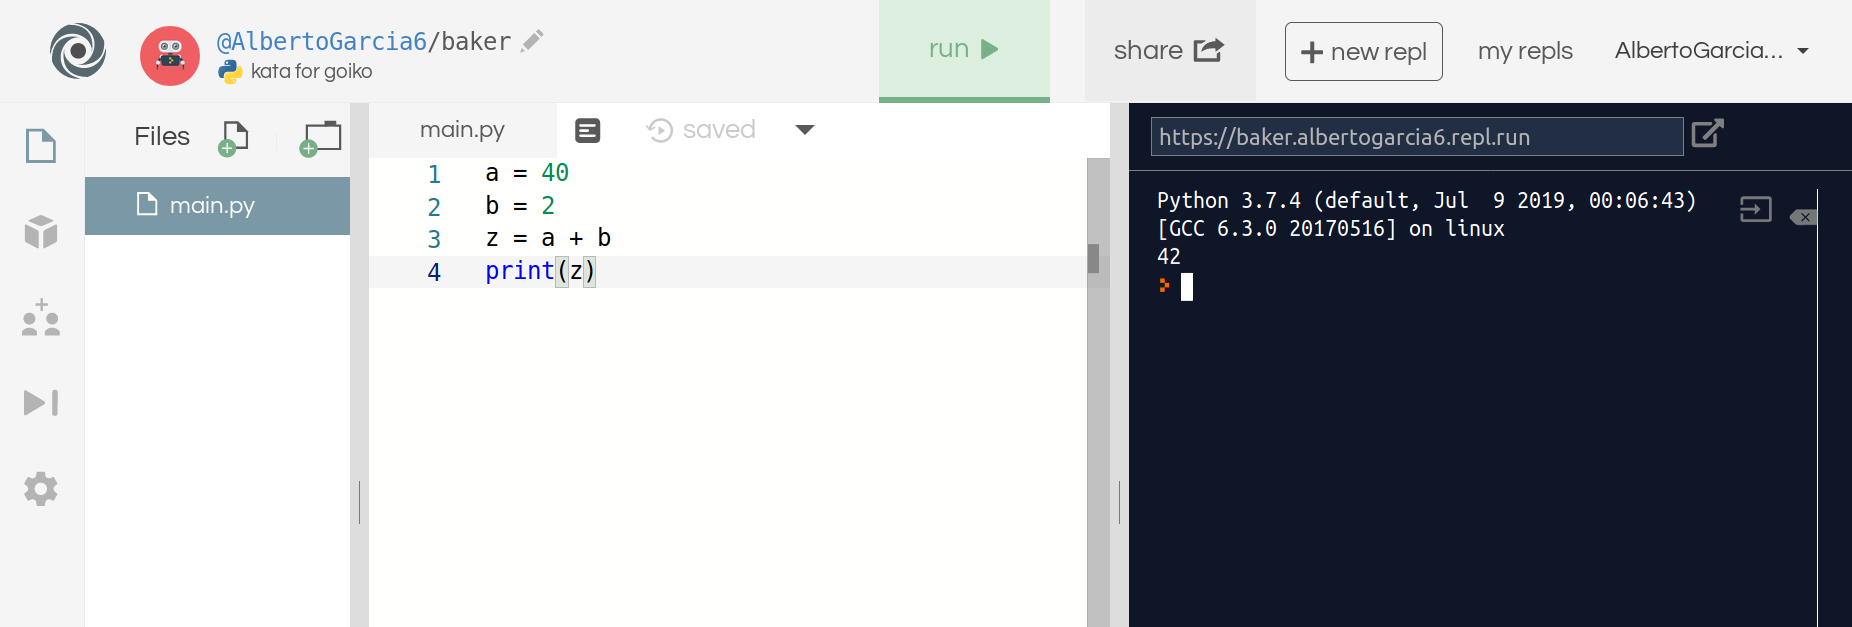 @AlbertoGarcia6/baker
kata for goiko
run
share
new repl
my repls
AlbertoGarcia...
Files
main.py
main.py
saved
1 a = 40
2 b = 2
3 z = a + b
4 print(z)
https://baker.albertogarcia6.repl.run
Python 3.7.4 (default, Jul  9 2019, 00:06:43)
[GCC 6.3.0 20170516] on linux
42